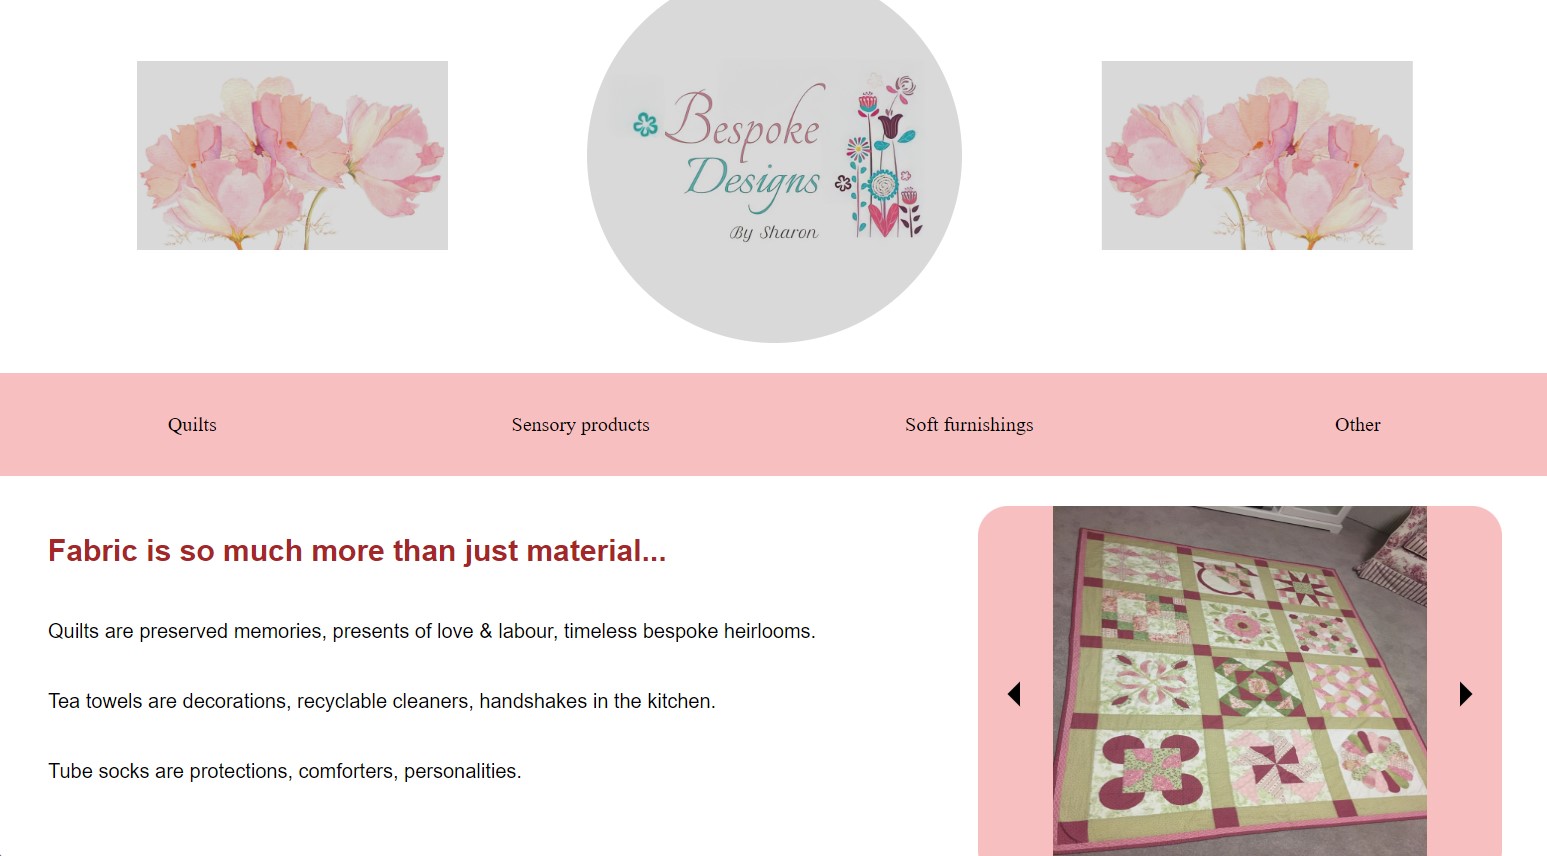 Bespoke
Designs
By Sharon
Quilts
Sensory products
Soft furnishings
Other
Fabric is so much more than just material...
Quilts are preserved memories, presents of love & labour, timeless bespoke heirlooms.
Tea towels are decorations, recyclable cleaners, handshakes in the kitchen.
Tube socks are protections, comforters, personalities.